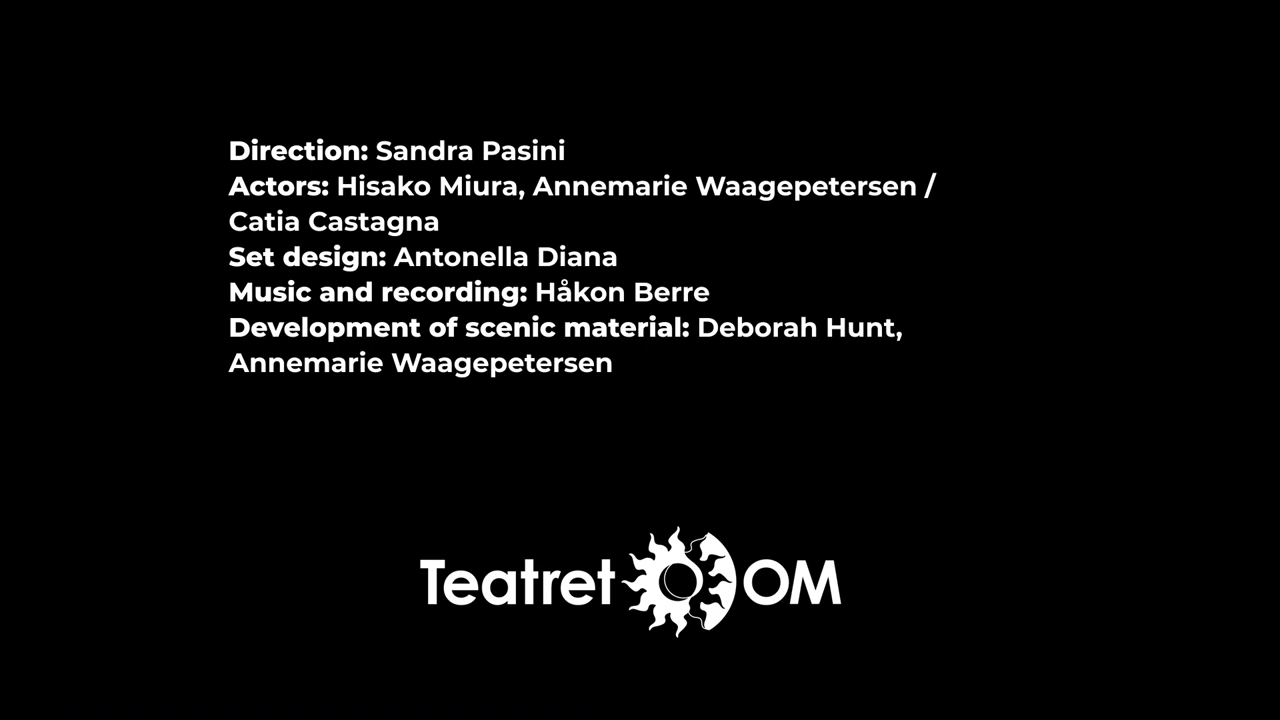 Direction: Sandra Pasini
Actors: Hisako Miura, Annemarie Waagepetersen /
Catia Castagna
Set design: Antonella Diana
Music and recording: Håkon Berre
Development of scenic material: Deborah Hunt,
Annemarie Waagepetersen
Teatret OM